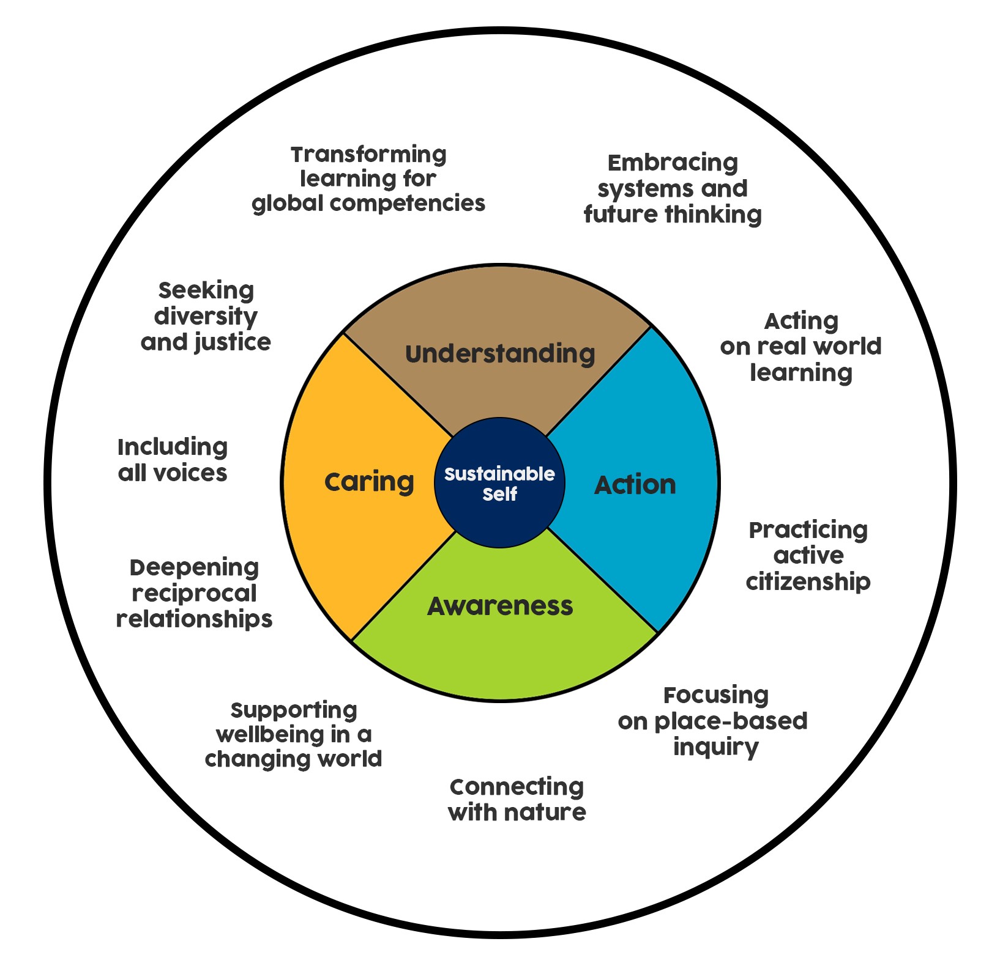 Transforming
learning for
global competencies
Embracing
systems and
future thinking
Seeking
diversity
and justice
Acting
on real world
learning
Understanding
Including
all voices
Caring
Sustainable
Self
Action
Practicing
active
citizenship
Deepening
reciprocal
relationships
Awareness
Focusing
on place-based
inquiry
Supporting
wellbeing in a
changing world
Connecting
with nature